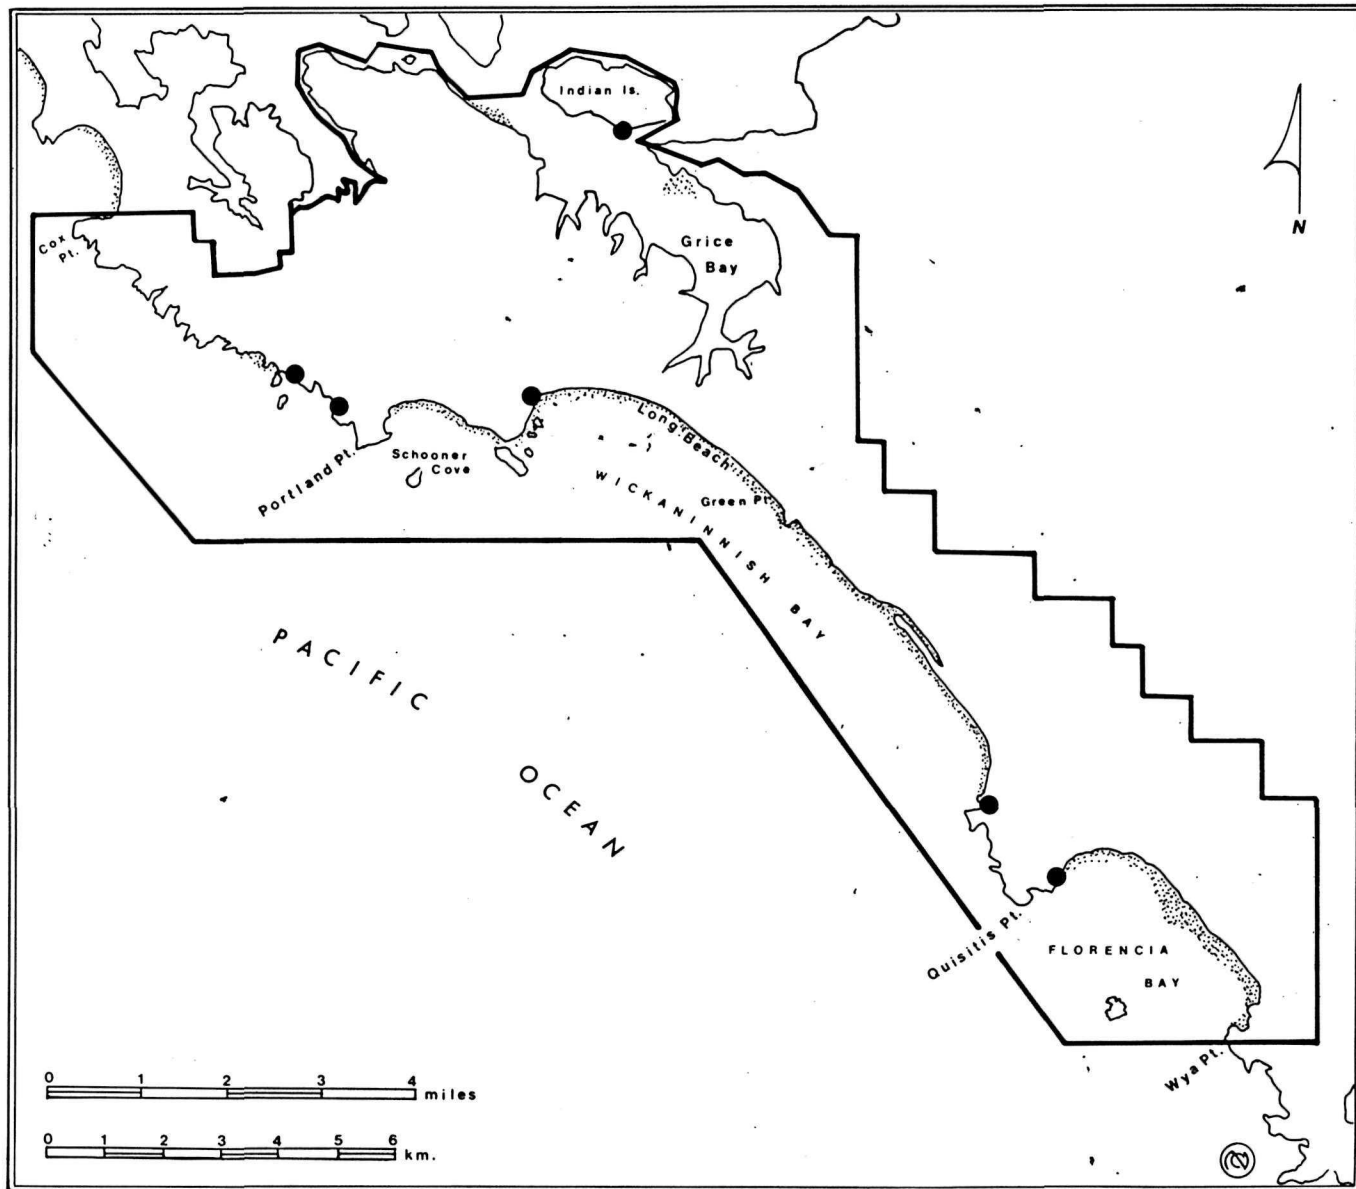 Indian Is.
Grice
Bay
N
Cox
Pt.
Long Beach
Schooner
Cove
Portland Pt.
Green Pt.
WICKANINNISH BAY
PACIFIC
OCEAN
Quisitis Pt.
FLORENCIA
BAY
Wya Pt.
0 1 2 3 4
miles
0 1 2 3 4 5 6
km.